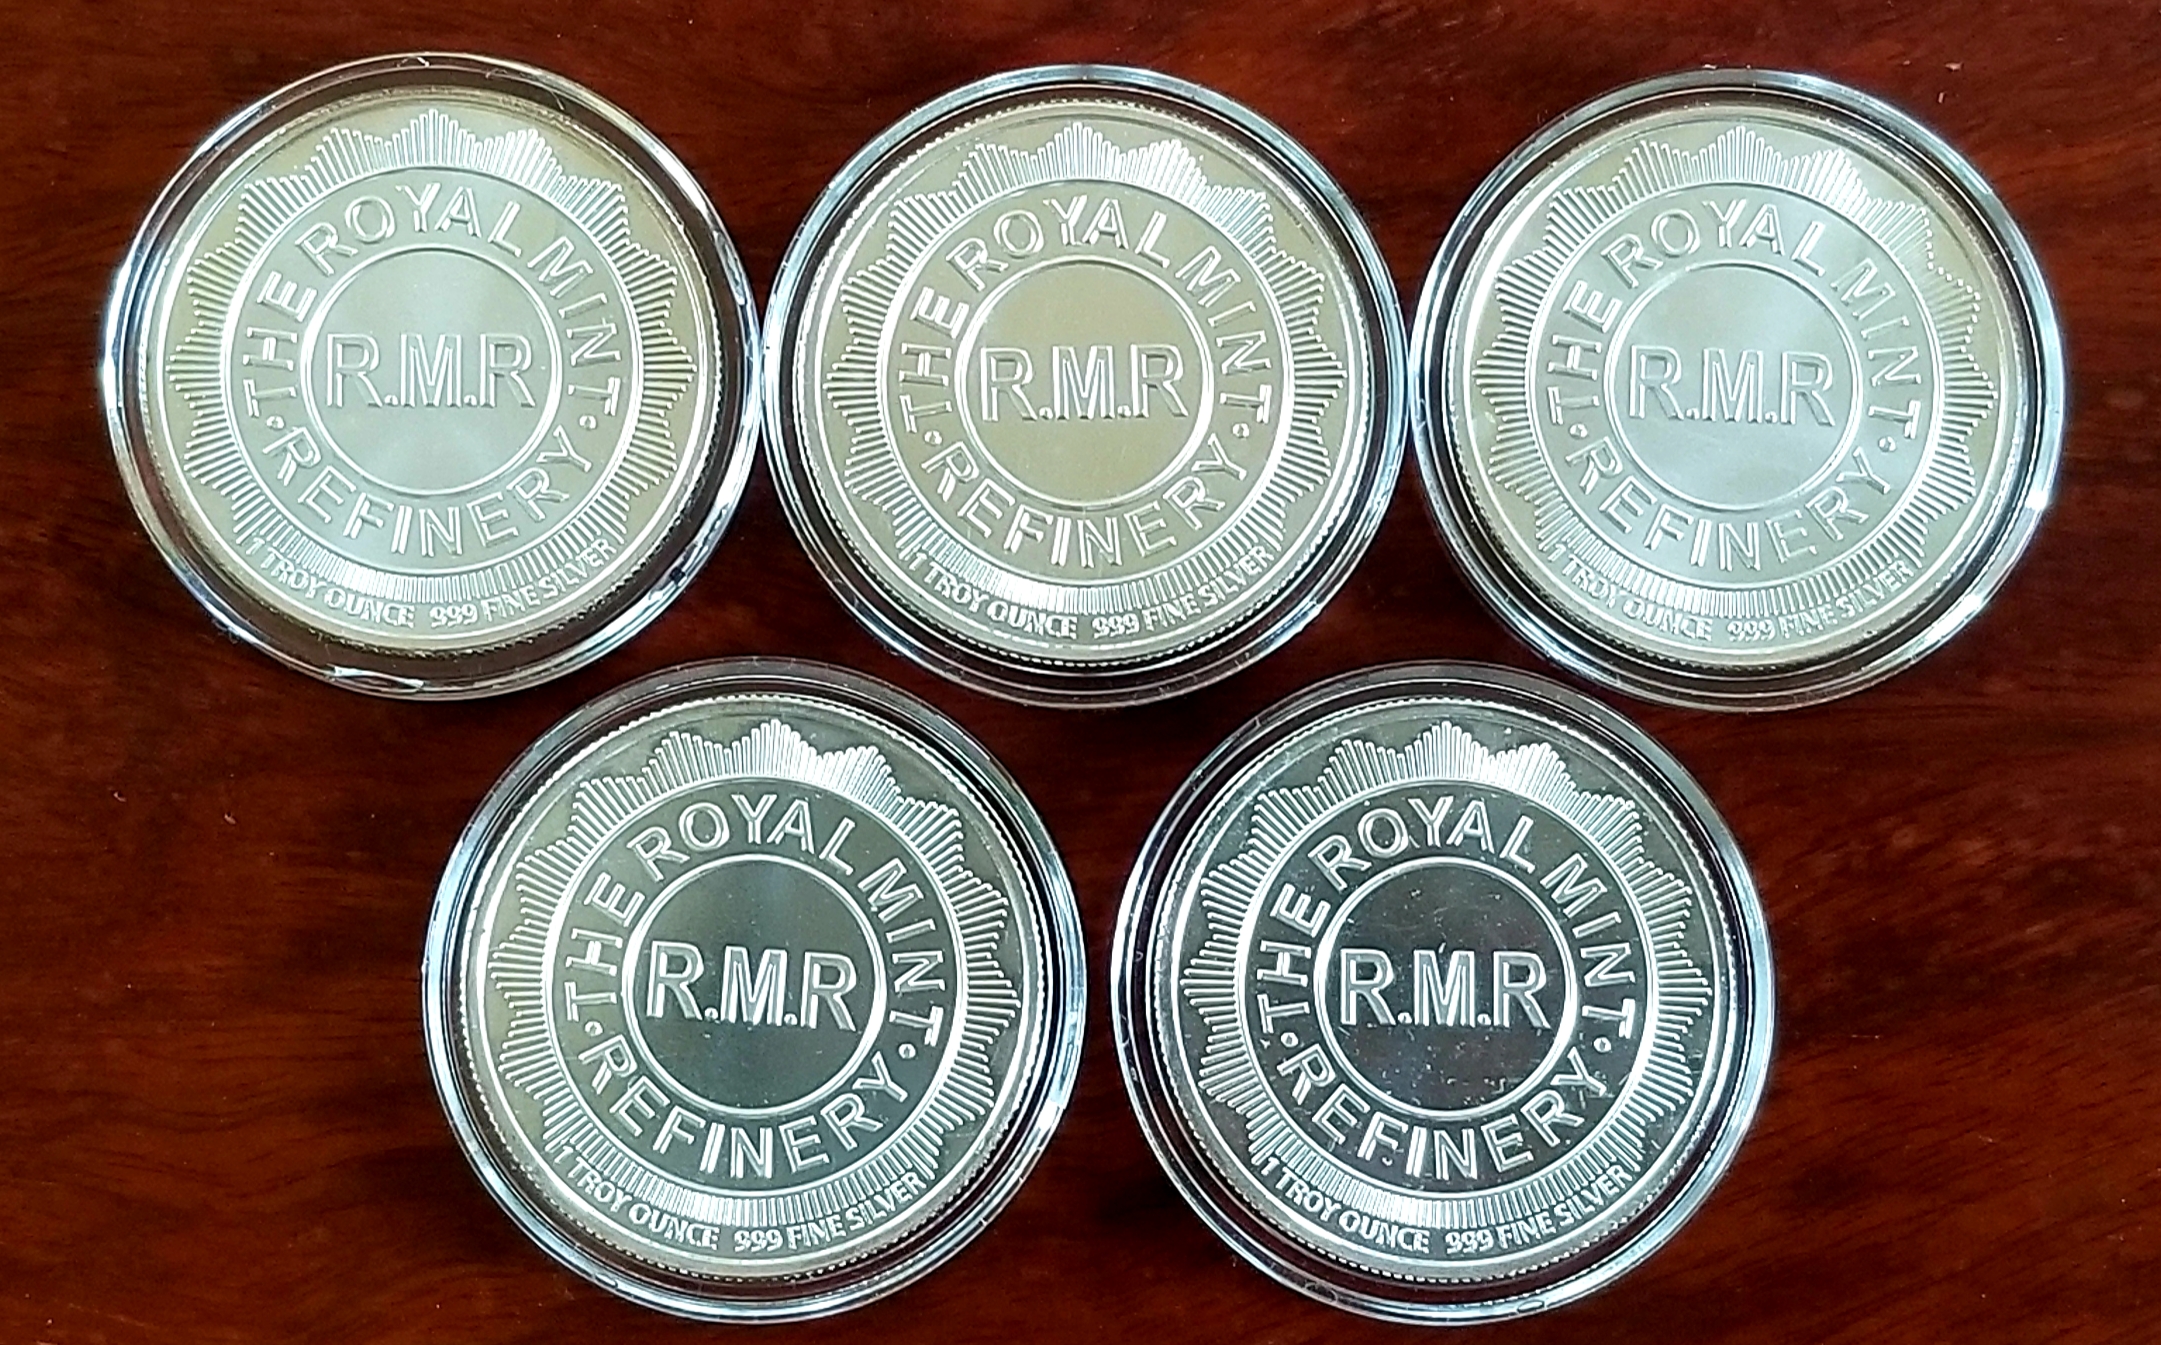 THE ROYAL MINT
R.M.R
· REFINERY ·
1 TROY OUNCE 999 FINE SILVER
THE ROYAL MINT
R.M.R
· REFINERY ·
1 TROY OUNCE 999 FINE SILVER
THE ROYAL MINT
R.M.R
· REFINERY ·
1 TROY OUNCE 999 FINE SILVER
THE ROYAL MINT
R.M.R
· REFINERY ·
1 TROY OUNCE 999 FINE SILVER
THE ROYAL MINT
R.M.R
· REFINERY ·
1 TROY OUNCE 999 FINE SILVER